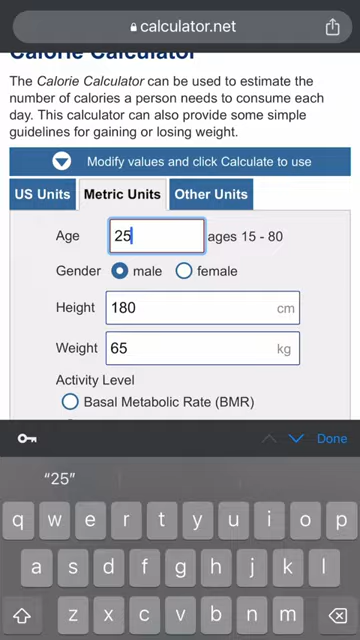 calculator.net
Calorie Calculator
The Calorie Calculator can be used to estimate the
number of calories a person needs to consume each
day. This calculator can also provide some simple
guidelines for gaining or losing weight.
Modify values and click Calculate to use
US Units Metric Units Other Units
Age 25 ages 15 - 80
Gender male female
Height 180 cm
Weight 65 kg
Activity Level
Basal Metabolic Rate (BMR)
Done
“25”
q w e r t y u i o p
a s d f g h j k l
z x c v b n m